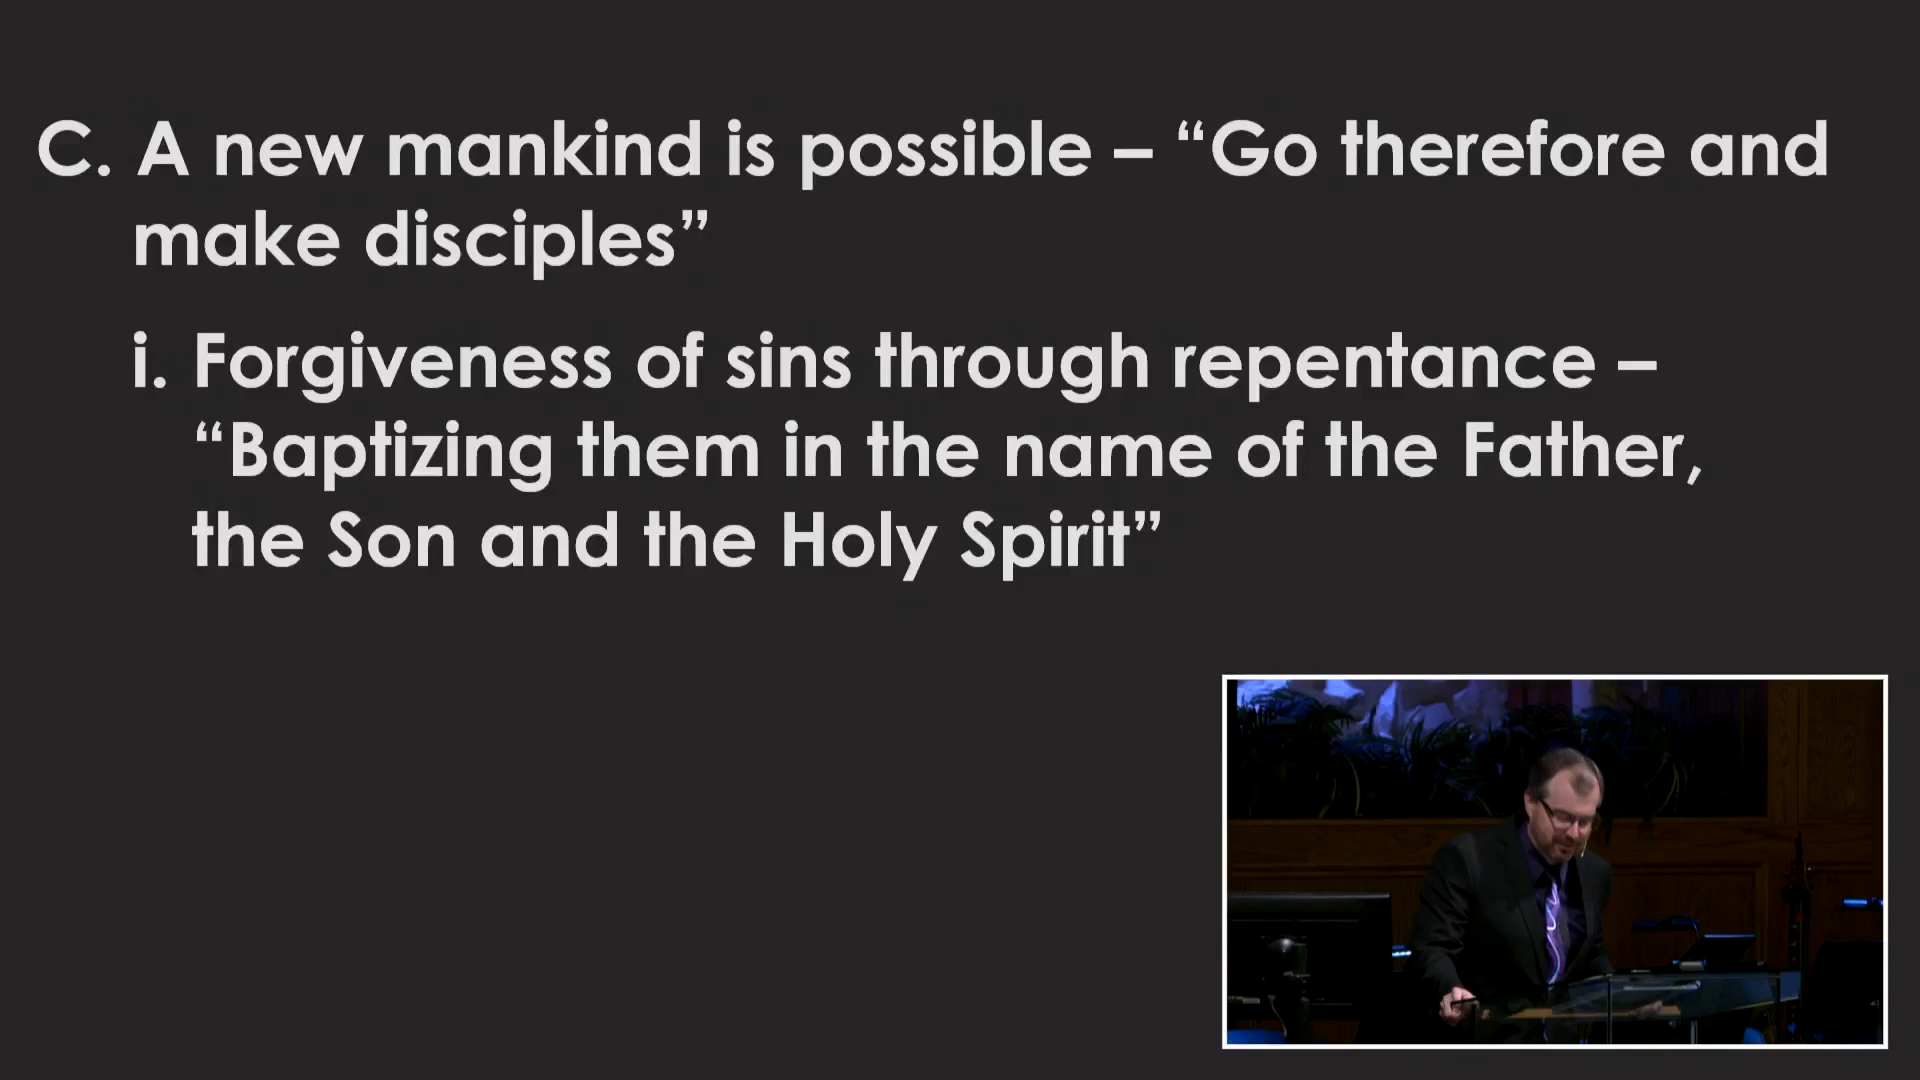 C. A new mankind is possible – “Go therefore and
make disciples”
i. Forgiveness of sins through repentance –
“Baptizing them in the name of the Father,
the Son and the Holy Spirit”